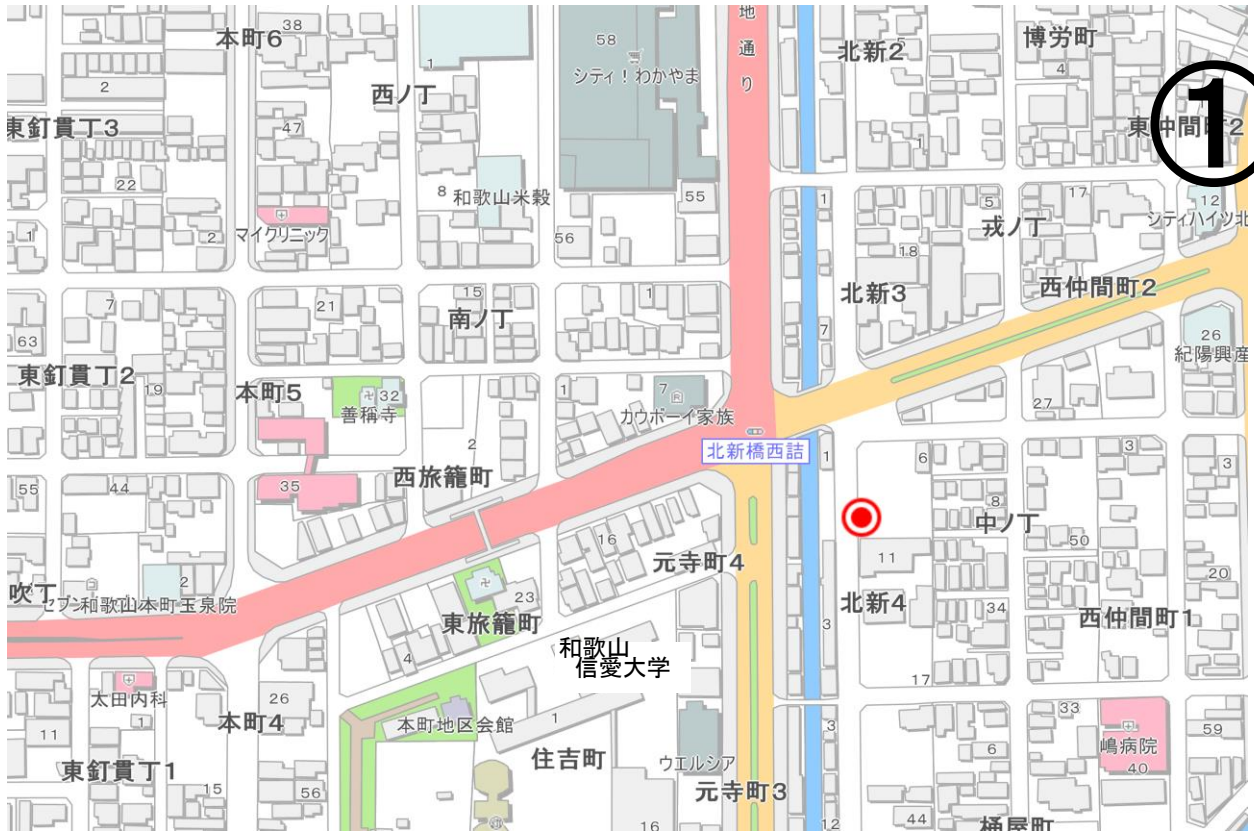 本町6
38
58
シティ!わかやま
地通り
北新2
博労町
4
①
2
1
西ノ丁
5
東釘貫丁3
47
1
東仲間町2
22
8
和歌山米穀
55
1
5
17
12
シティハイツ北
1
2
マイクリニック
56
戎ノ丁
18
7
21
15
1
北新3
西仲間町2
63
南ノ丁
7
26
紀陽興産
東釘貫丁2
19
本町5
32
善稱寺
1
7
カウボーイ家族
27
2
北新橋西詰
1
6
3
3
55
44
35
西旅籠町
8
中ノ丁
16
50
元寺町4
11
20
吹丁
セブン
2
和歌山本町玉泉院
23
東旅籠町
北新4
34
西仲間町1
3
4
和歌山
信愛大学
太田内科
26
17
1
本町4
本町地区会館
1
33
11
3
嶋病院
59
住吉町
ウエルシア
6
40
東釘貫丁1
15
56
元寺町3
16
12
44
桶屋町